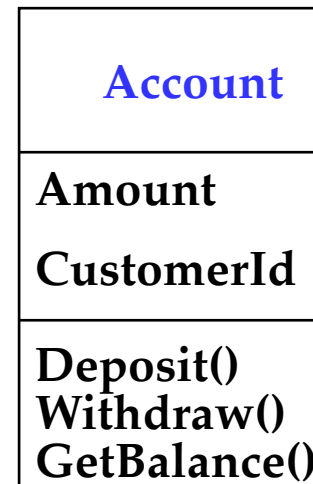 Account
Amount
CustomerId
Deposit()
Withdraw()
GetBalance()